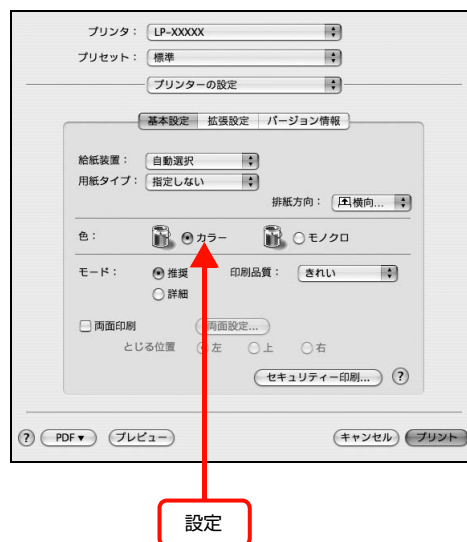 プリンタ： LP-XXXXX
プリセット： 標準
プリンターの設定
基本設定 拡張設定 バージョン情報
給紙装置： 自動選択
用紙タイプ： 指定しない
排紙方向： 横向...
色： カラー モノクロ
モード： 推奨 印刷品質： きれい
詳細
両面印刷 両面設定...
とじる位置 左 上 右
セキュリティー印刷... ?
? PDF▼ プレビュー キャンセル プリント
設定